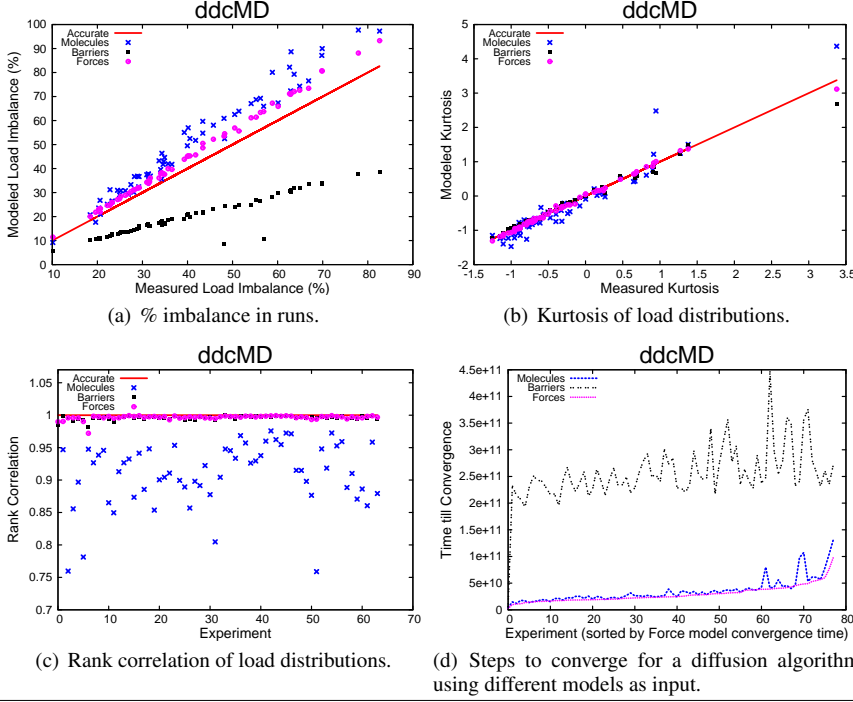 ddcMD
Modeled Load Imbalance (%)
100
90
80
70
60
50
40
30
20
10
0
Accurate
Molecules
Barriers
Forces
10 20 30 40 50 60 70 80 90
Measured Load Imbalance (%)
(a) % imbalance in runs.
ddcMD
Modeled Kurtosis
5
4
3
2
1
0
-1
-2
Accurate
Molecules
Barriers
Forces
-1.5 -1 -0.5 0 0.5 1 1.5 2 2.5 3 3.5
Measured Kurtosis
(b) Kurtosis of load distributions.
ddcMD
Rank Correlation
1.05
1
0.95
0.9
0.85
0.8
0.75
0.7
Accurate
Molecules
Barriers
Forces
0 10 20 30 40 50 60 70
Experiment
(c) Rank correlation of load distributions.
ddcMD
Time till Convergence
4.5e+11
4e+11
3.5e+11
3e+11
2.5e+11
2e+11
1.5e+11
1e+11
5e+10
0
Molecules
Barriers
Forces
0 10 20 30 40 50 60 70 80
Experiment (sorted by Force model convergence time)
(d) Steps to converge for a diffusion algorithm
using different models as input.